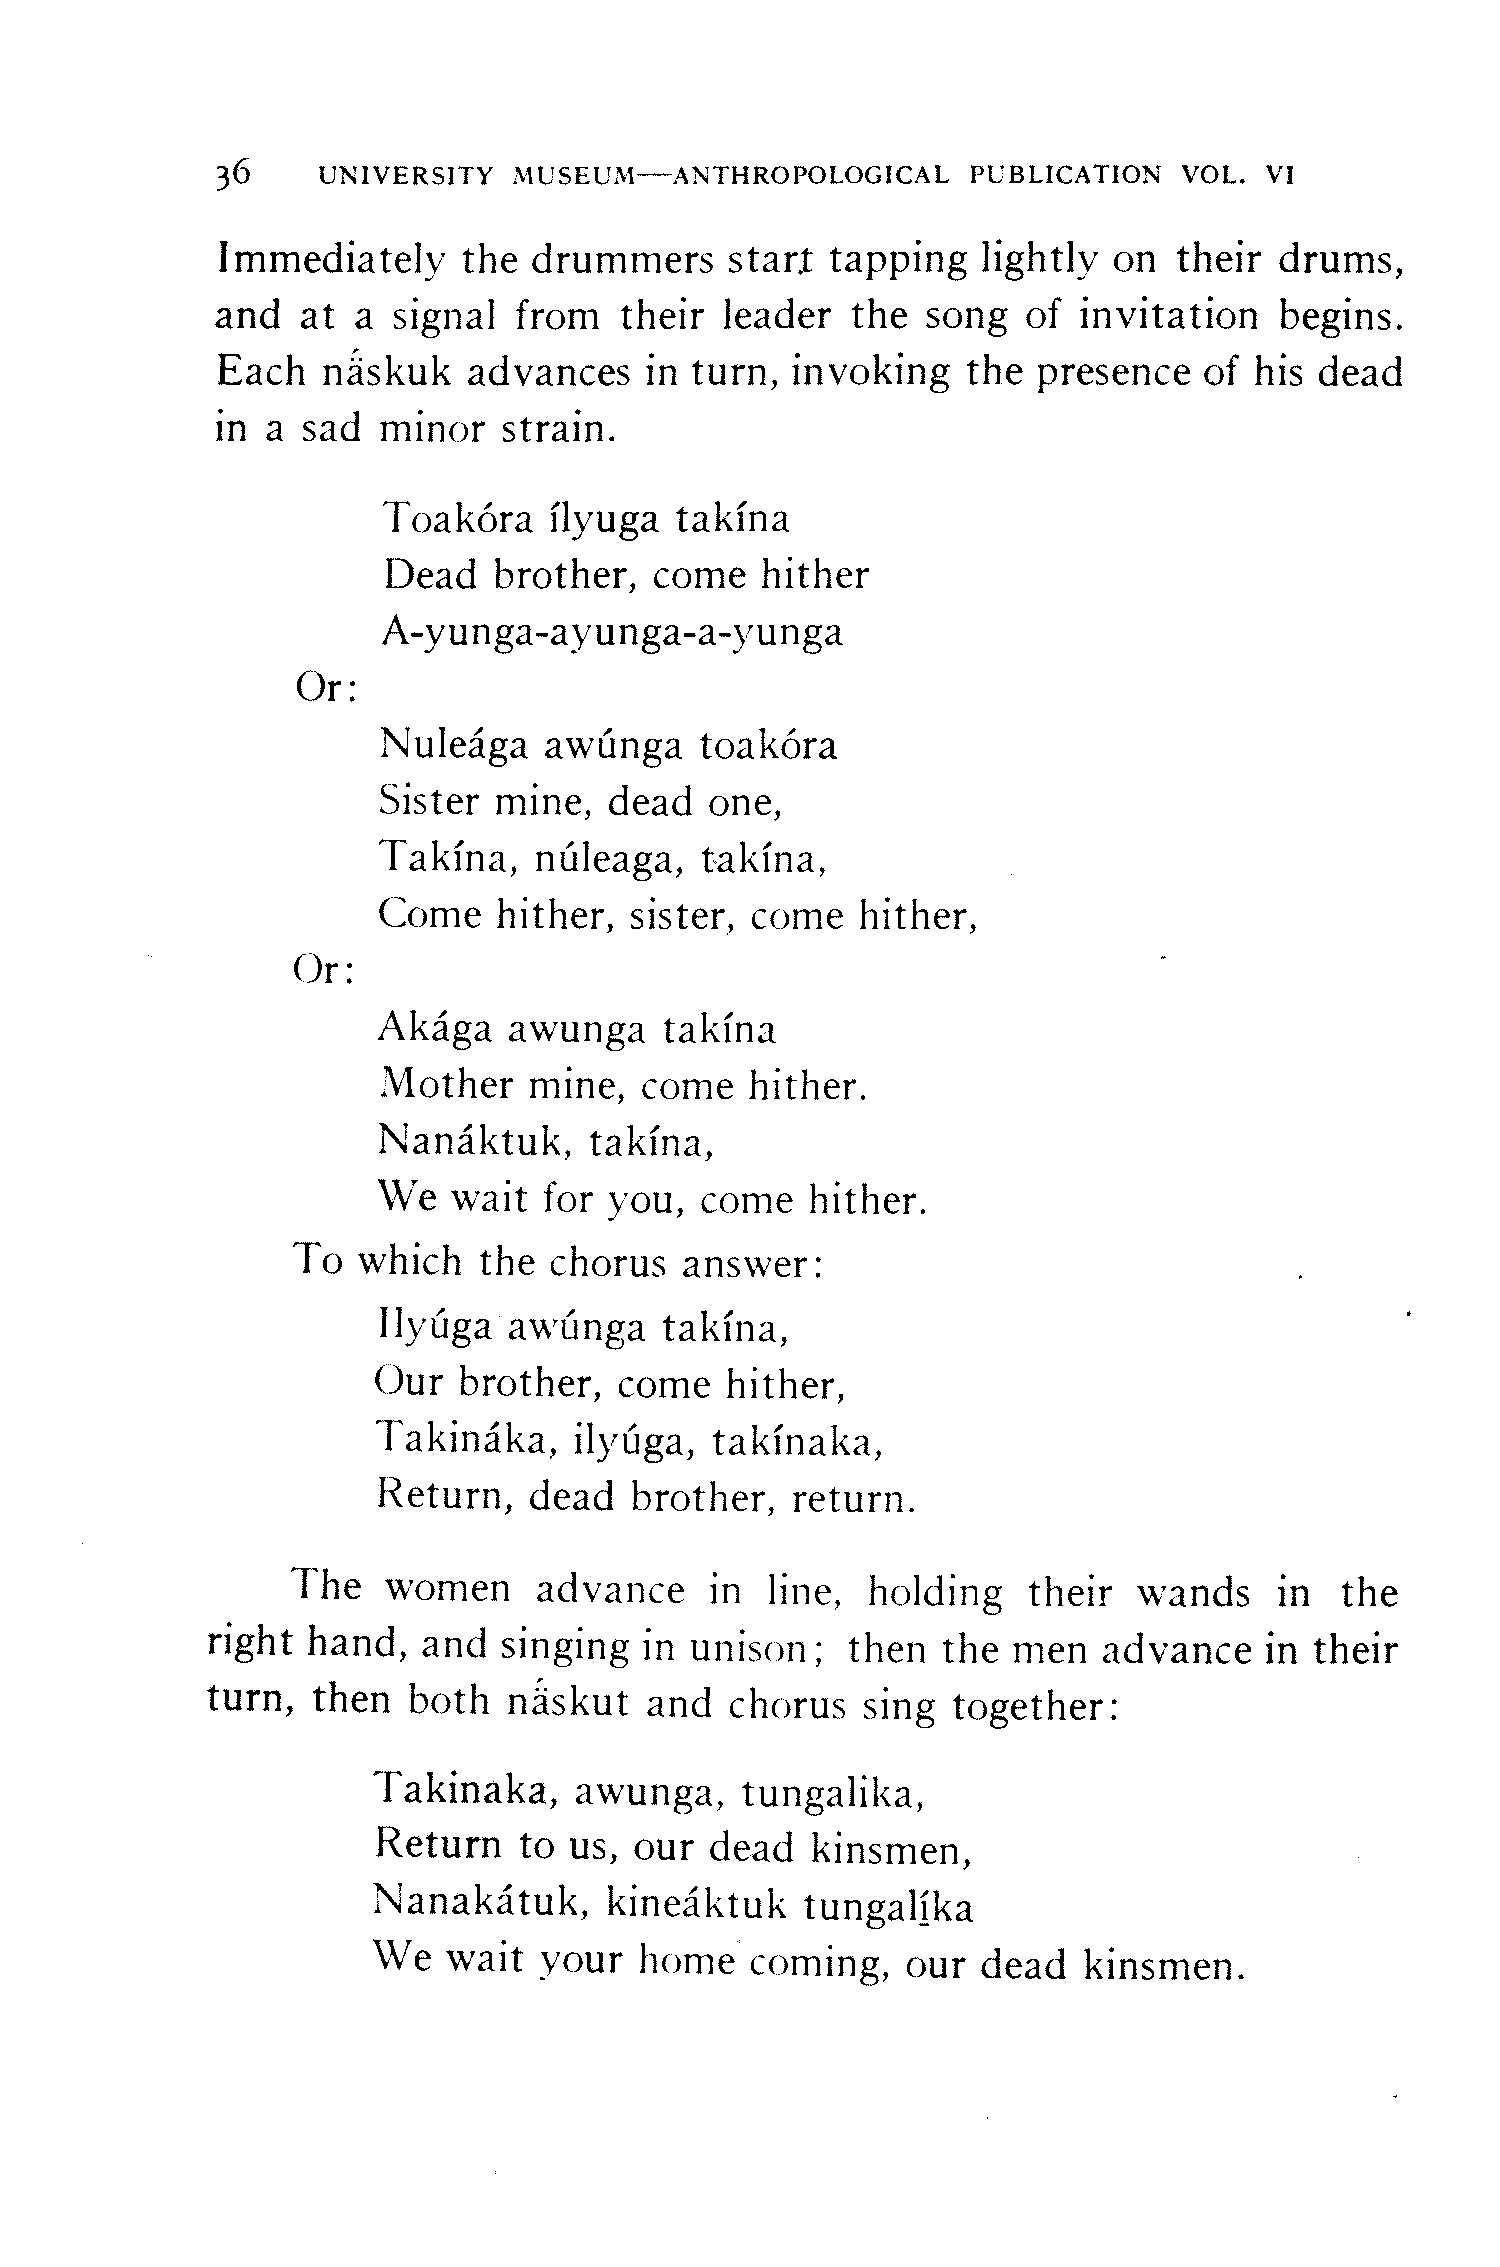 36 UNIVERSITY MUSEUM—ANTHROPOLOGICAL PUBLICATION VOL. VI
Immediately the drummers start tapping lightly on their drums,
and at a signal from their leader the song of invitation begins.
Each nä́skuk advances in turn, invoking the presence of his dead
in a sad minor strain.
Toakóra ílyuga takína
Dead brother, come hither
A-yunga-ayunga-a-yunga
Or:
Nuleága awúnga toakóra
Sister mine, dead one,
Takína, núleaga, takína,
Come hither, sister, come hither,
Or:
Akága awunga takína
Mother mine, come hither.
Nanáktuk, takína,
We wait for you, come hither.
To which the chorus answer:
Ilyúga awúnga takína,
Our brother, come hither,
Takináka, ilyúga, takínaka,
Return, dead brother, return.
The women advance in line, holding their wands in the
right hand, and singing in unison; then the men advance in their
turn, then both nä́skut and chorus sing together:
Takinaka, awunga, tungalika,
Return to us, our dead kinsmen,
Nanakátuk, kineáktuk tungalíka
We wait your home coming, our dead kinsmen.